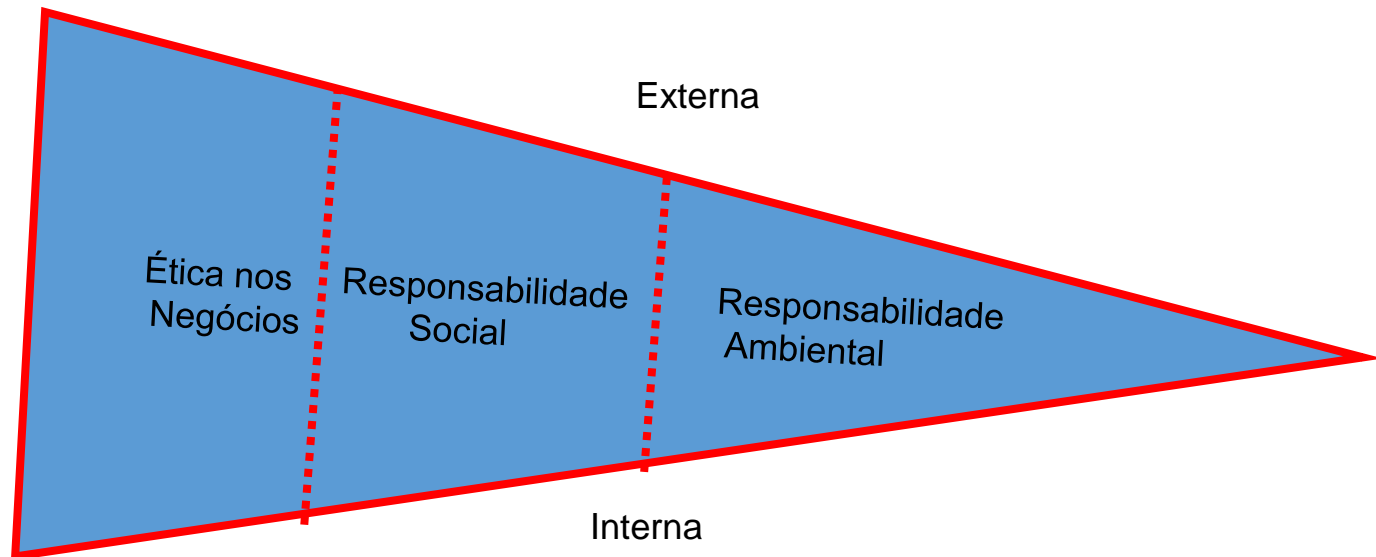 Externa
Ética nos
Negócios
Responsabilidade
Social
Responsabilidade
Ambiental
Interna